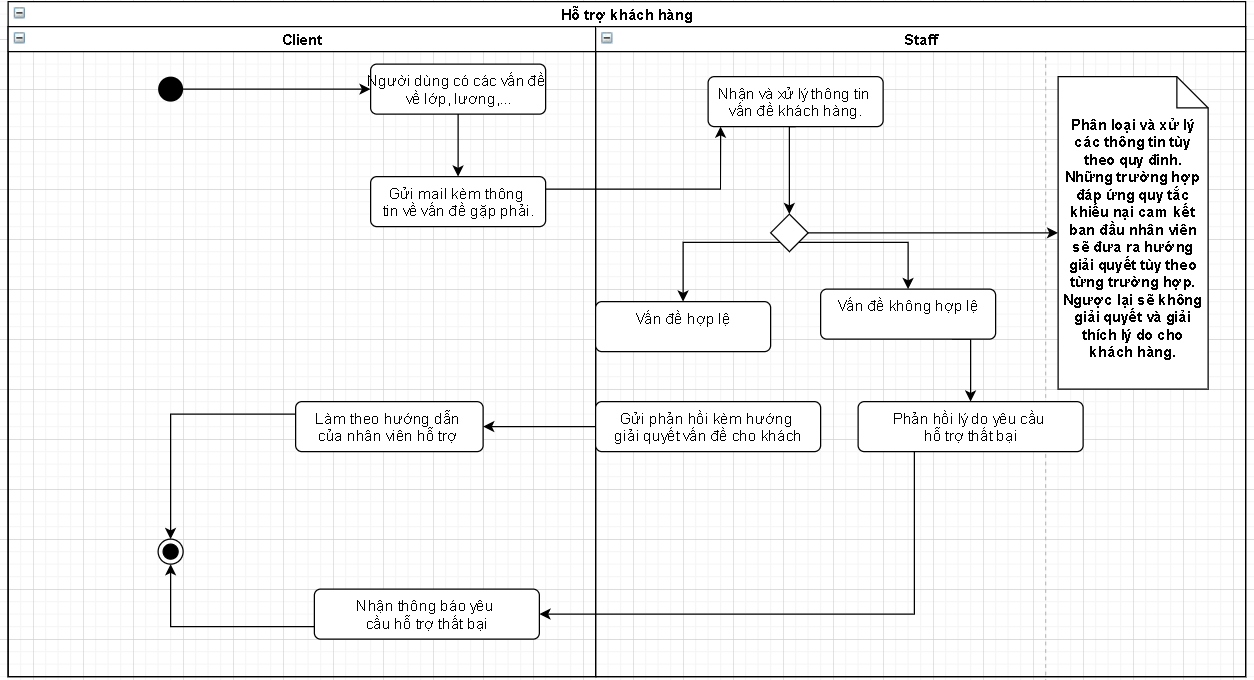 Hỗ trợ khách hàng
Client
Staff
Người dùng có các vấn đề
về lớp, lương,...
Gửi mail kèm thông
tin về vấn đề gặp phải.
Nhận và xử lý thông tin
vấn đề khách hàng.
Phân loại và xử lý
các thông tin tùy
theo quy đinh.
Những trường hợp
đáp ứng quy tắc
khiếu nại cam kết
ban đầu nhân viên
sẽ đưa ra hướng
giải quyết tùy theo
từng trường hợp.
Ngược lại sẽ không
giải quyết và giải
thích lý do cho
khách hàng.
Vấn đề hợp lệ
Vấn đề không hợp lệ
Làm theo hướng dẫn
của nhân viên hỗ trợ
Gửi phản hồi kèm hướng
giải quyết vấn đề cho khách
Phản hồi lý do yêu cầu
hỗ trợ thất bại
Nhận thông báo yêu
cầu hỗ trợ thất bại